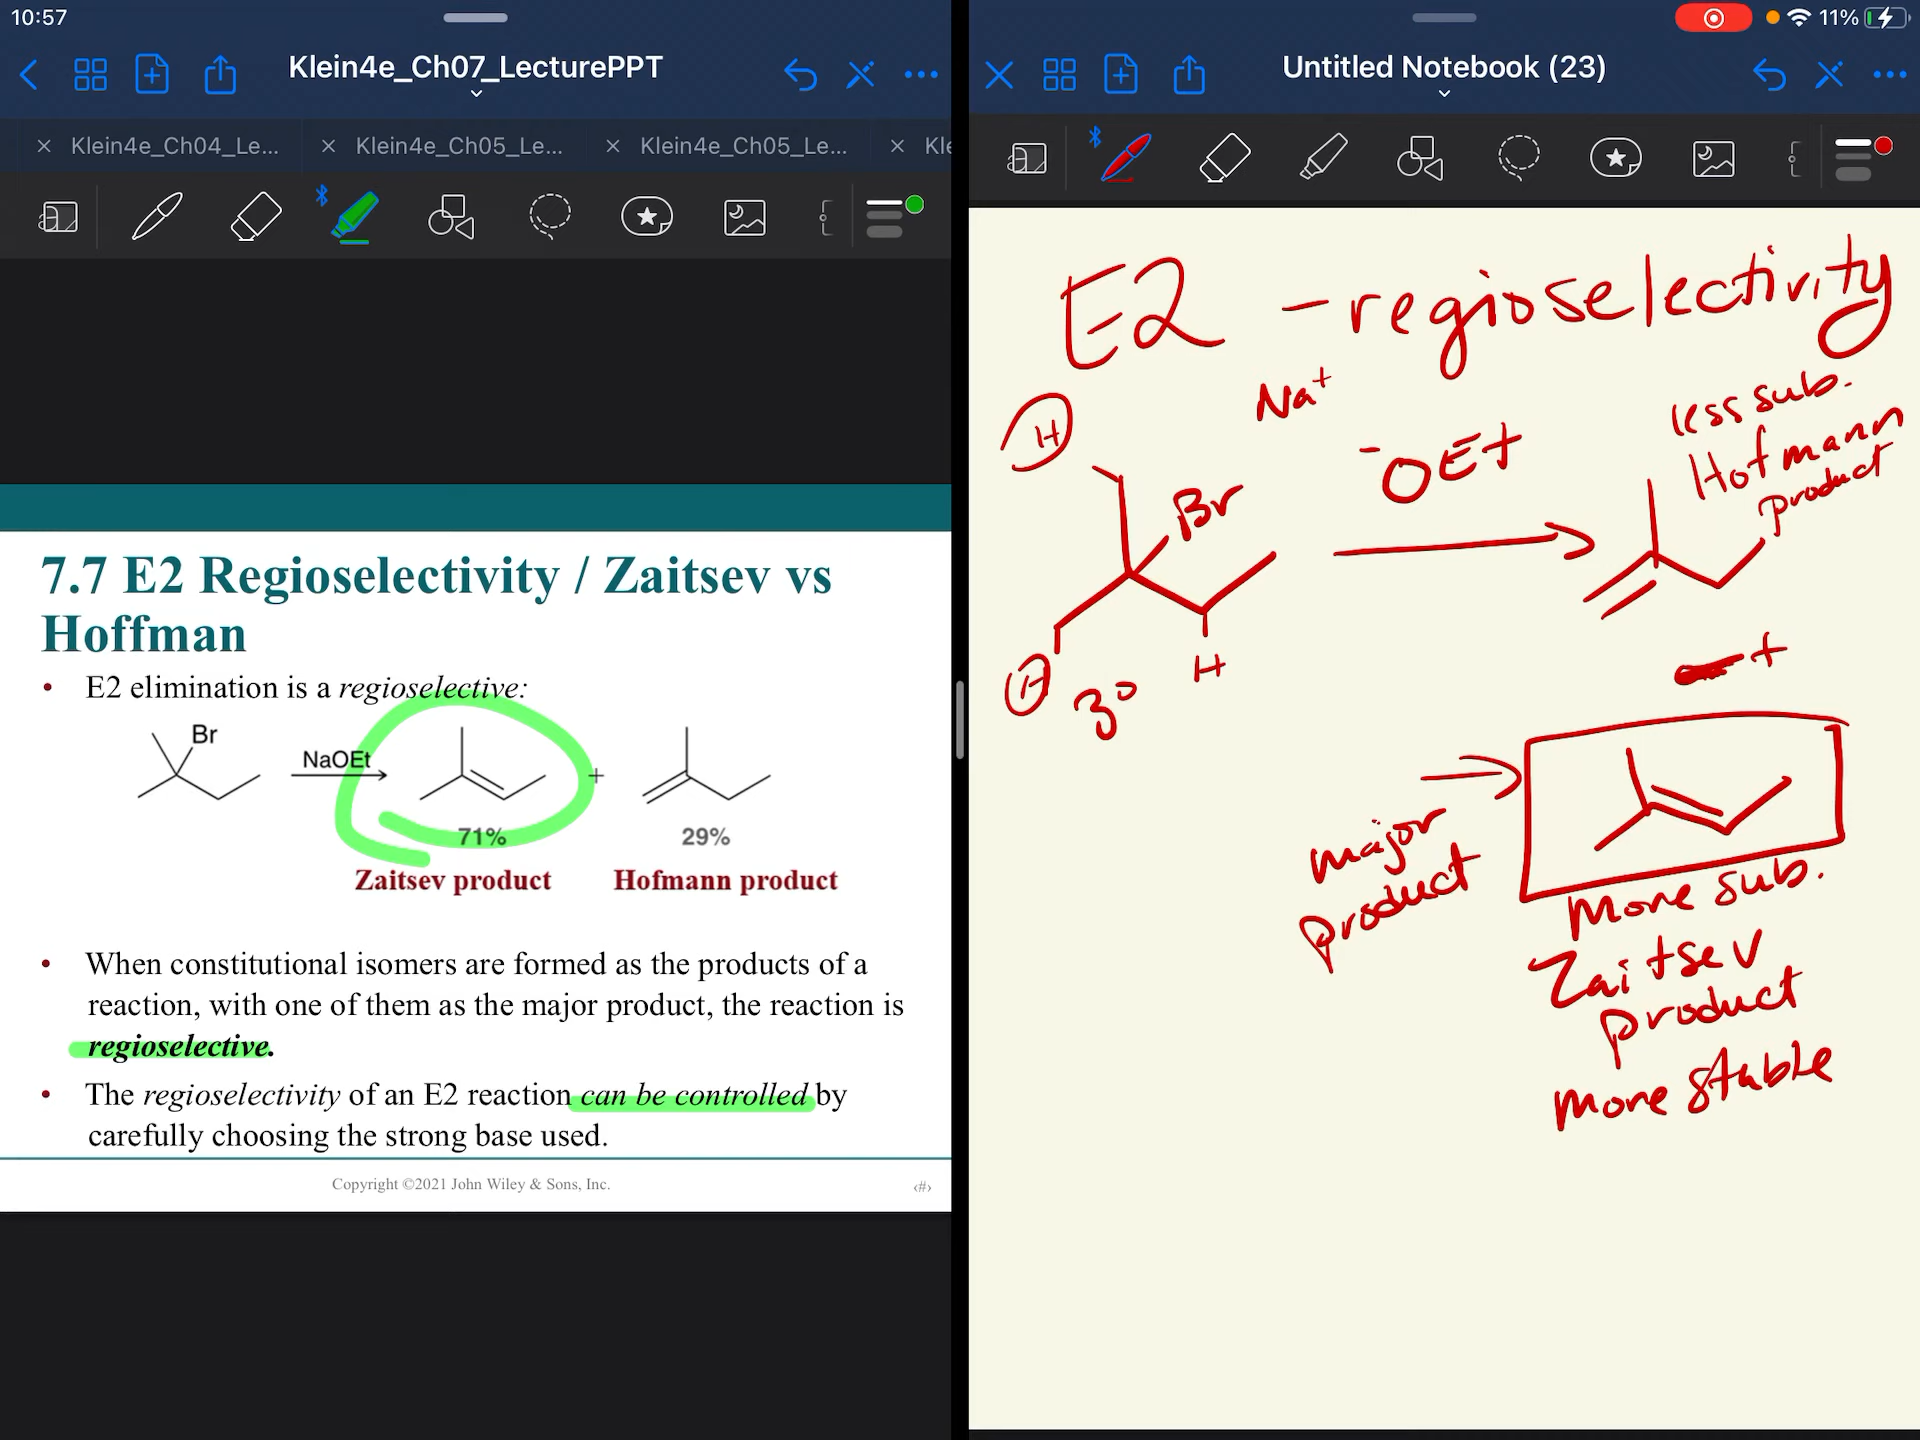 10:57
Klein4e_Ch07_LecturePPT
Klein4e_Ch04_Le...
Klein4e_Ch05_Le...
Klein4e_Ch05_Le...
Kle
7.7 E2 Regioselectivity / Zaitsev vs
Hoffman
• E2 elimination is a regioselective:
Br
NaOEt
+
71%
29%
Zaitsev product
Hofmann product
• When constitutional isomers are formed as the products of a
reaction, with one of them as the major product, the reaction is
regioselective.
• The regioselectivity of an E2 reaction can be controlled by
carefully choosing the strong base used.
Copyright ©2021 John Wiley & Sons, Inc.
‹#›
11%
Untitled Notebook (23)
E2 - regioselectivity
Na+
-OEt
H
Br
H
H
3°
less sub.
Hofmann
product
+
major
product
more sub.
Zaitsev
product
more stable